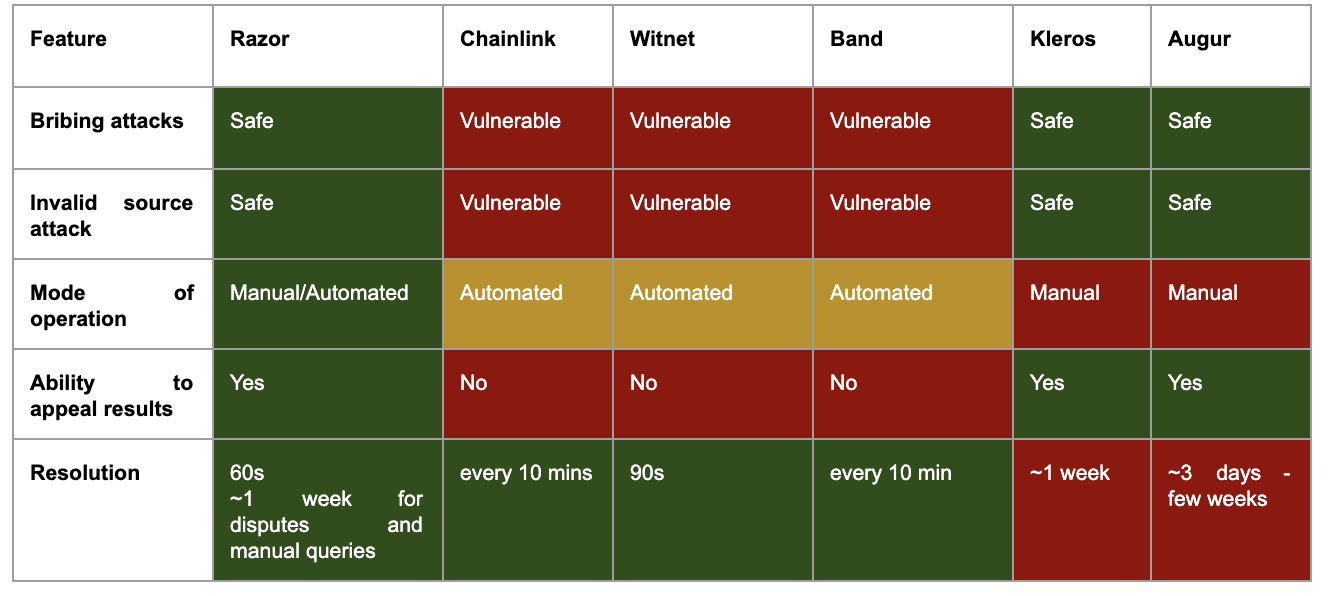 Feature Razor Chainlink Witnet Band Kleros Augur
Bribing attacks Safe Vulnerable Vulnerable Vulnerable Safe Safe
Invalid source Safe Vulnerable Vulnerable Vulnerable Safe Safe
attack
Mode of Manual/Automated Automated Automated Automated Manual Manual
operation
Ability to Yes No No No Yes Yes
appeal results
Resolution 60s every 10 mins 90s every 10 min ~1 week ~3 days -
~1 week for few weeks
disputes and
manual queries